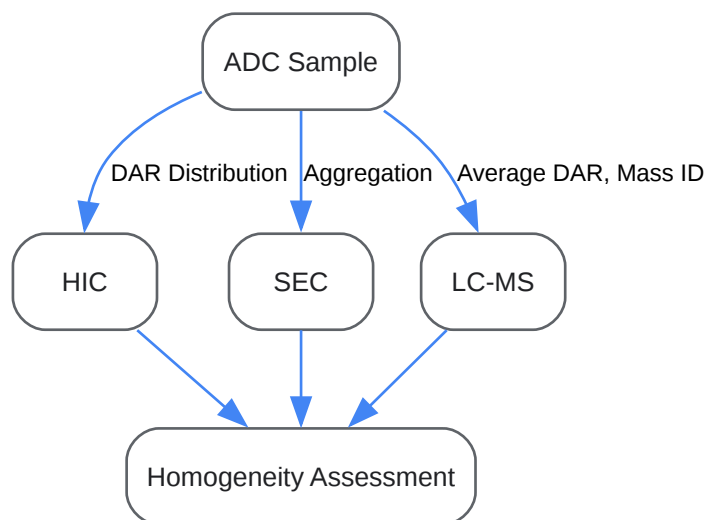 ADC Sample
DAR Distribution
Aggregation
Average DAR, Mass ID
HIC
SEC
LC-MS
Homogeneity Assessment